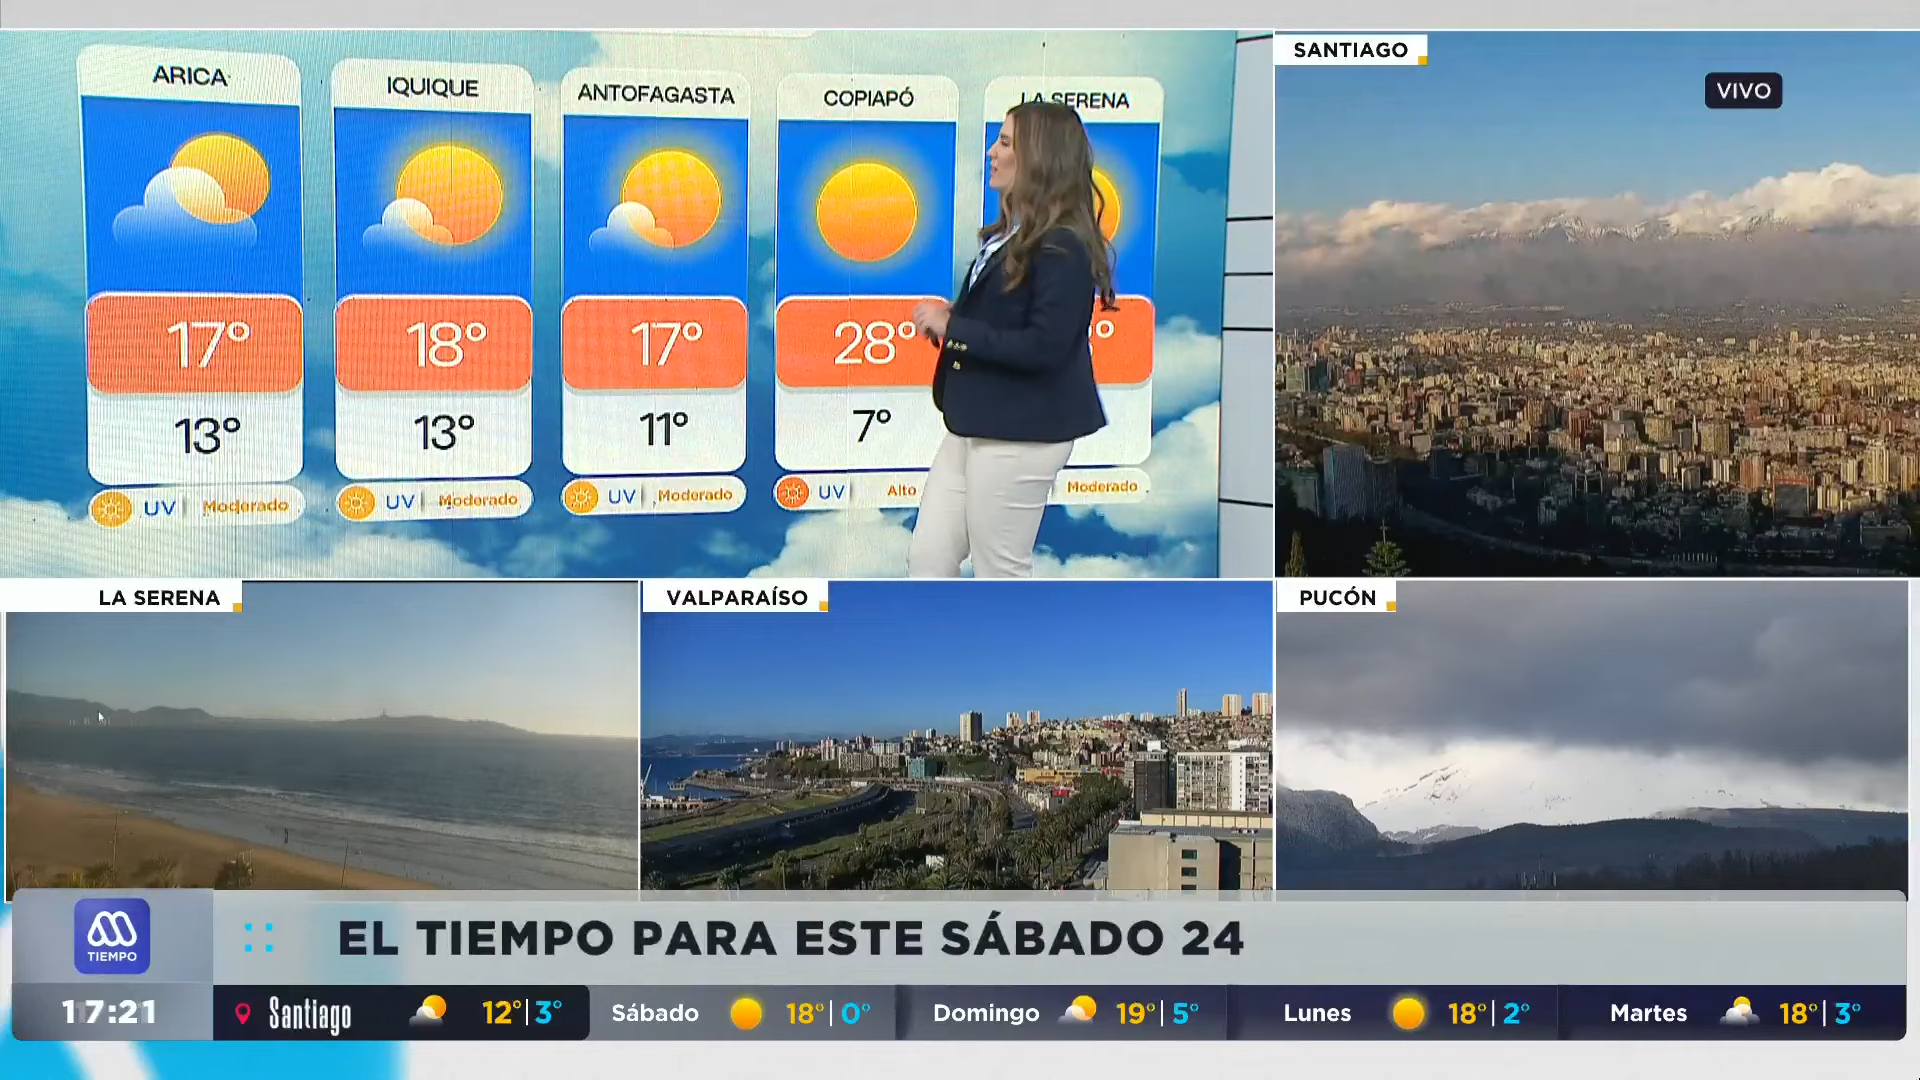 ARICA
17°
13°
UV Moderado
IQUIQUE
18°
13°
UV Moderado
ANTOFAGASTA
17°
11°
UV Moderado
COPIAPÓ
28°
7°
UV Alto
LA SERENA
°
Moderado
SANTIAGO
VIVO
LA SERENA
VALPARAÍSO
PUCÓN
TIEMPO
EL TIEMPO PARA ESTE SÁBADO 24
17:21
Santiago 12°|3°
Sábado 18°|0°
Domingo 19°|5°
Lunes 18°|2°
Martes 18°|3°